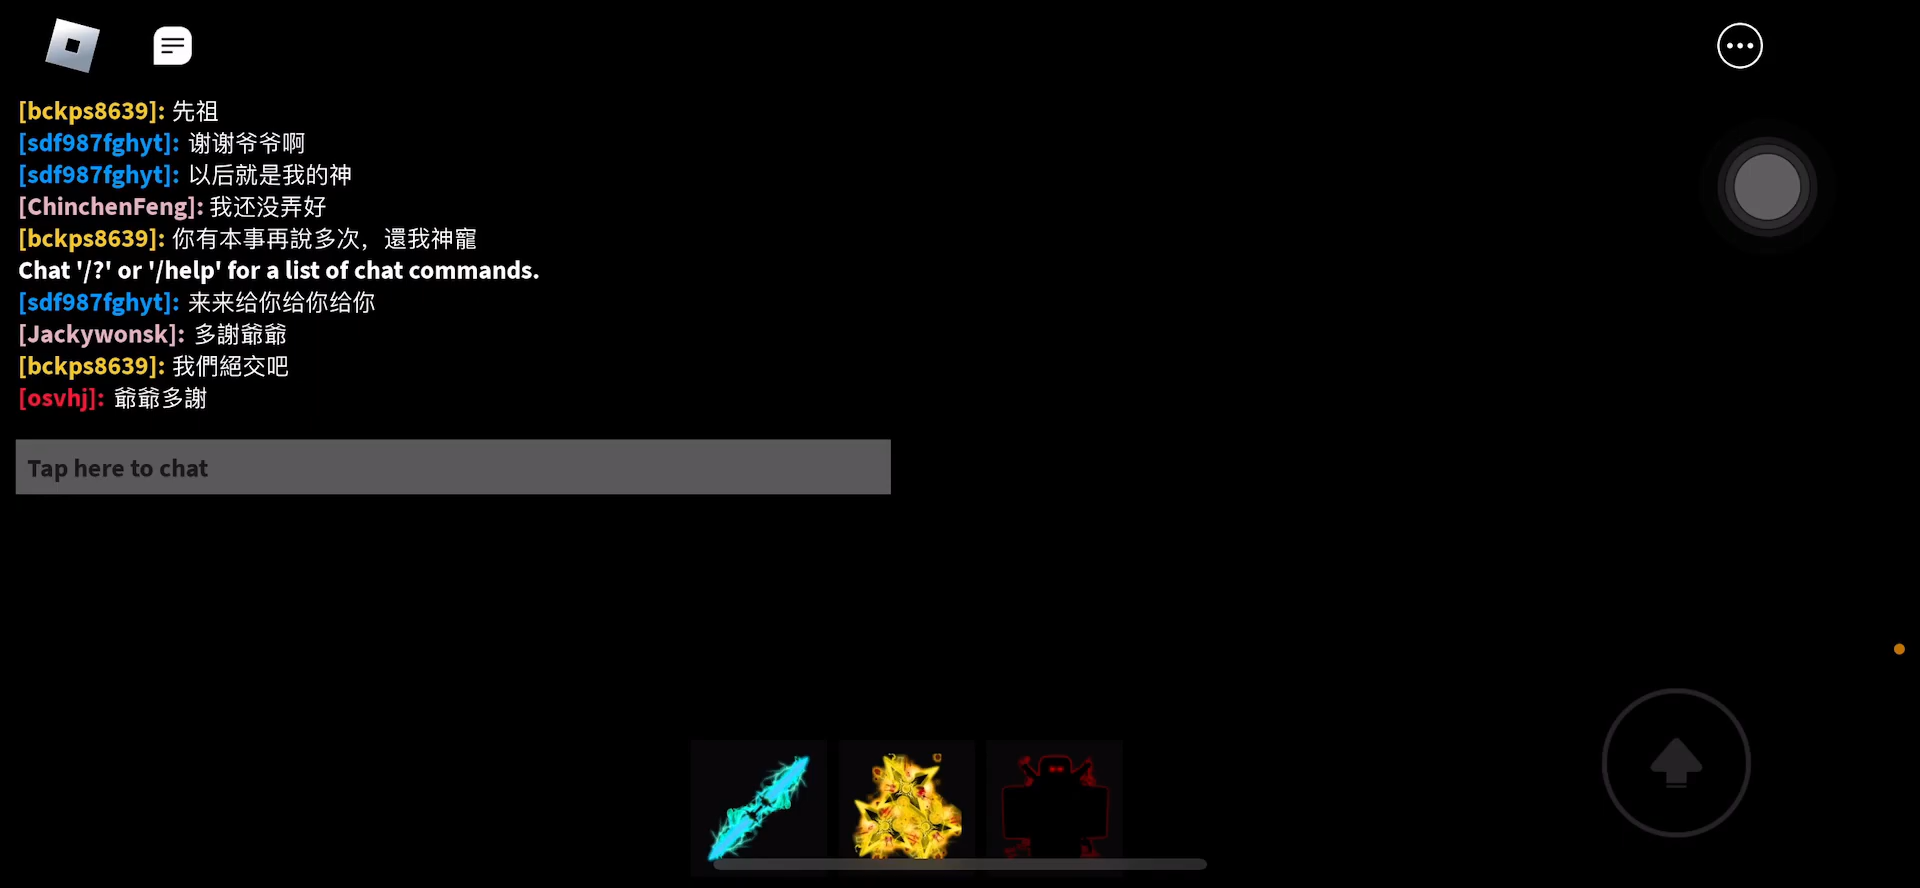 [bckps8639]: 先祖
[sdf987fghyt]: 谢谢爷爷啊
[sdf987fghyt]: 以后就是我的神
[ChinchenFeng]: 我还没弄好
[bckps8639]: 你有本事再說多次，還我神寵
Chat '/?' or '/help' for a list of chat commands.
[sdf987fghyt]: 来来给你给你给你
[Jackywonsk]: 多謝爺爺
[bckps8639]: 我們絕交吧
[osvhj]: 爺爺多謝
Tap here to chat